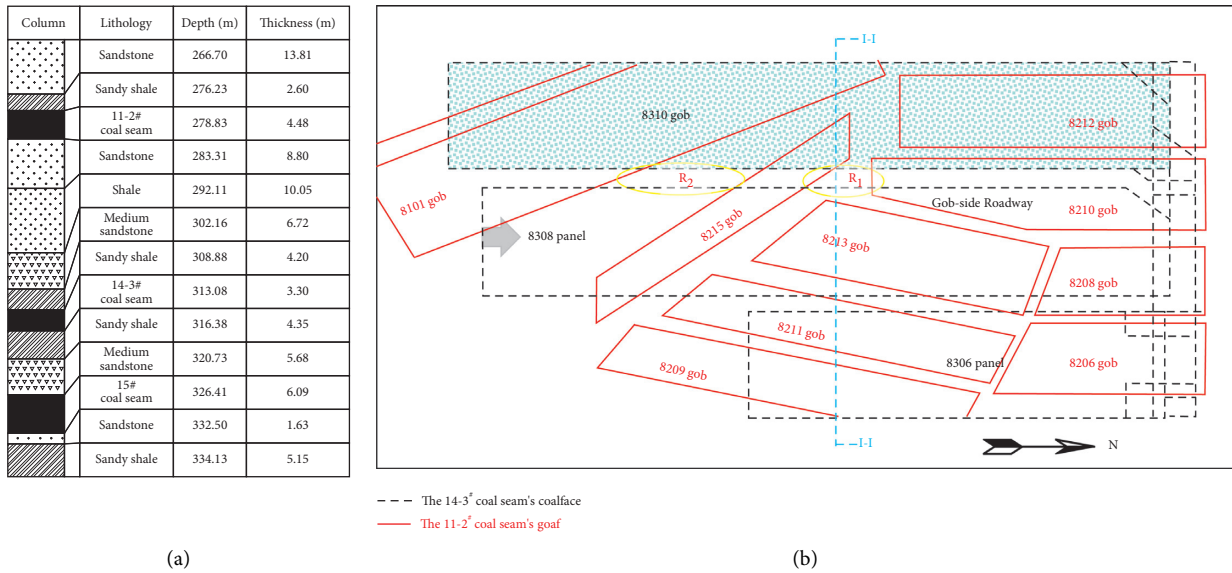 Column Lithology Depth (m) Thickness (m)
Sandstone 266.70 13.81
Sandy shale 276.23 2.60
11-2#
coal seam 278.83 4.48
Sandstone 283.31 8.80
Shale 292.11 10.05
Medium
sandstone 302.16 6.72
Sandy shale 308.88 4.20
14-3#
coal seam 313.08 3.30
Sandy shale 316.38 4.35
Medium
sandstone 320.73 5.68
15#
coal seam 326.41 6.09
Sandstone 332.50 1.63
Sandy shale 334.13 5.15
(a)
I-I
8310 gob
8212 gob
R2
R1
8101 gob
Gob-side Roadway
8210 gob
8308 panel
8215 gob
8213 gob
8208 gob
8211 gob
8306 panel
8206 gob
8209 gob
I-I
N
The 14-3# coal seam's coalface
The 11-2# coal seam's goaf
(b)